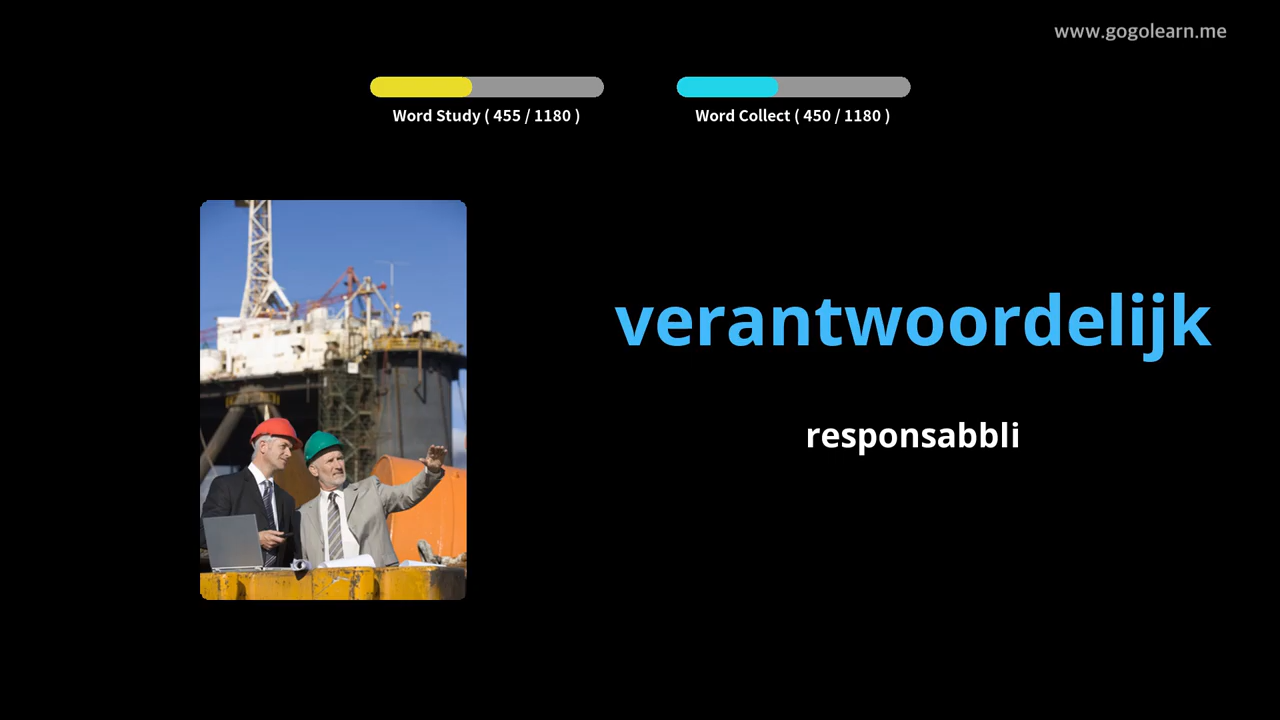 www.gogolearn.me
Word Study ( 455 / 1180 )
Word Collect ( 450 / 1180 )
verantwoordelijk
responsabbli